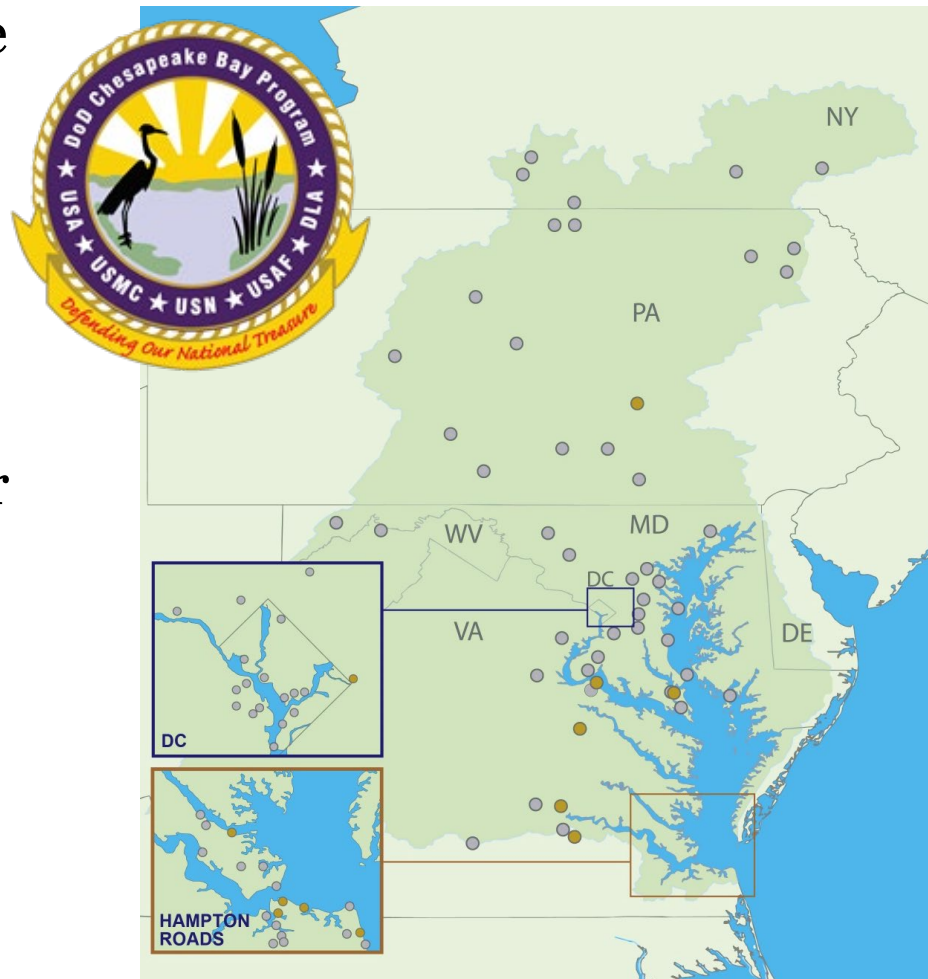 e
r
DoD Chesapeake Bay Program
USA ★ USMC ★ USN ★ USAF ★ DLA
Defending Our National Treasure
NY
PA
WV
MD
DC
VA
DE
DC
HAMPTON
ROADS